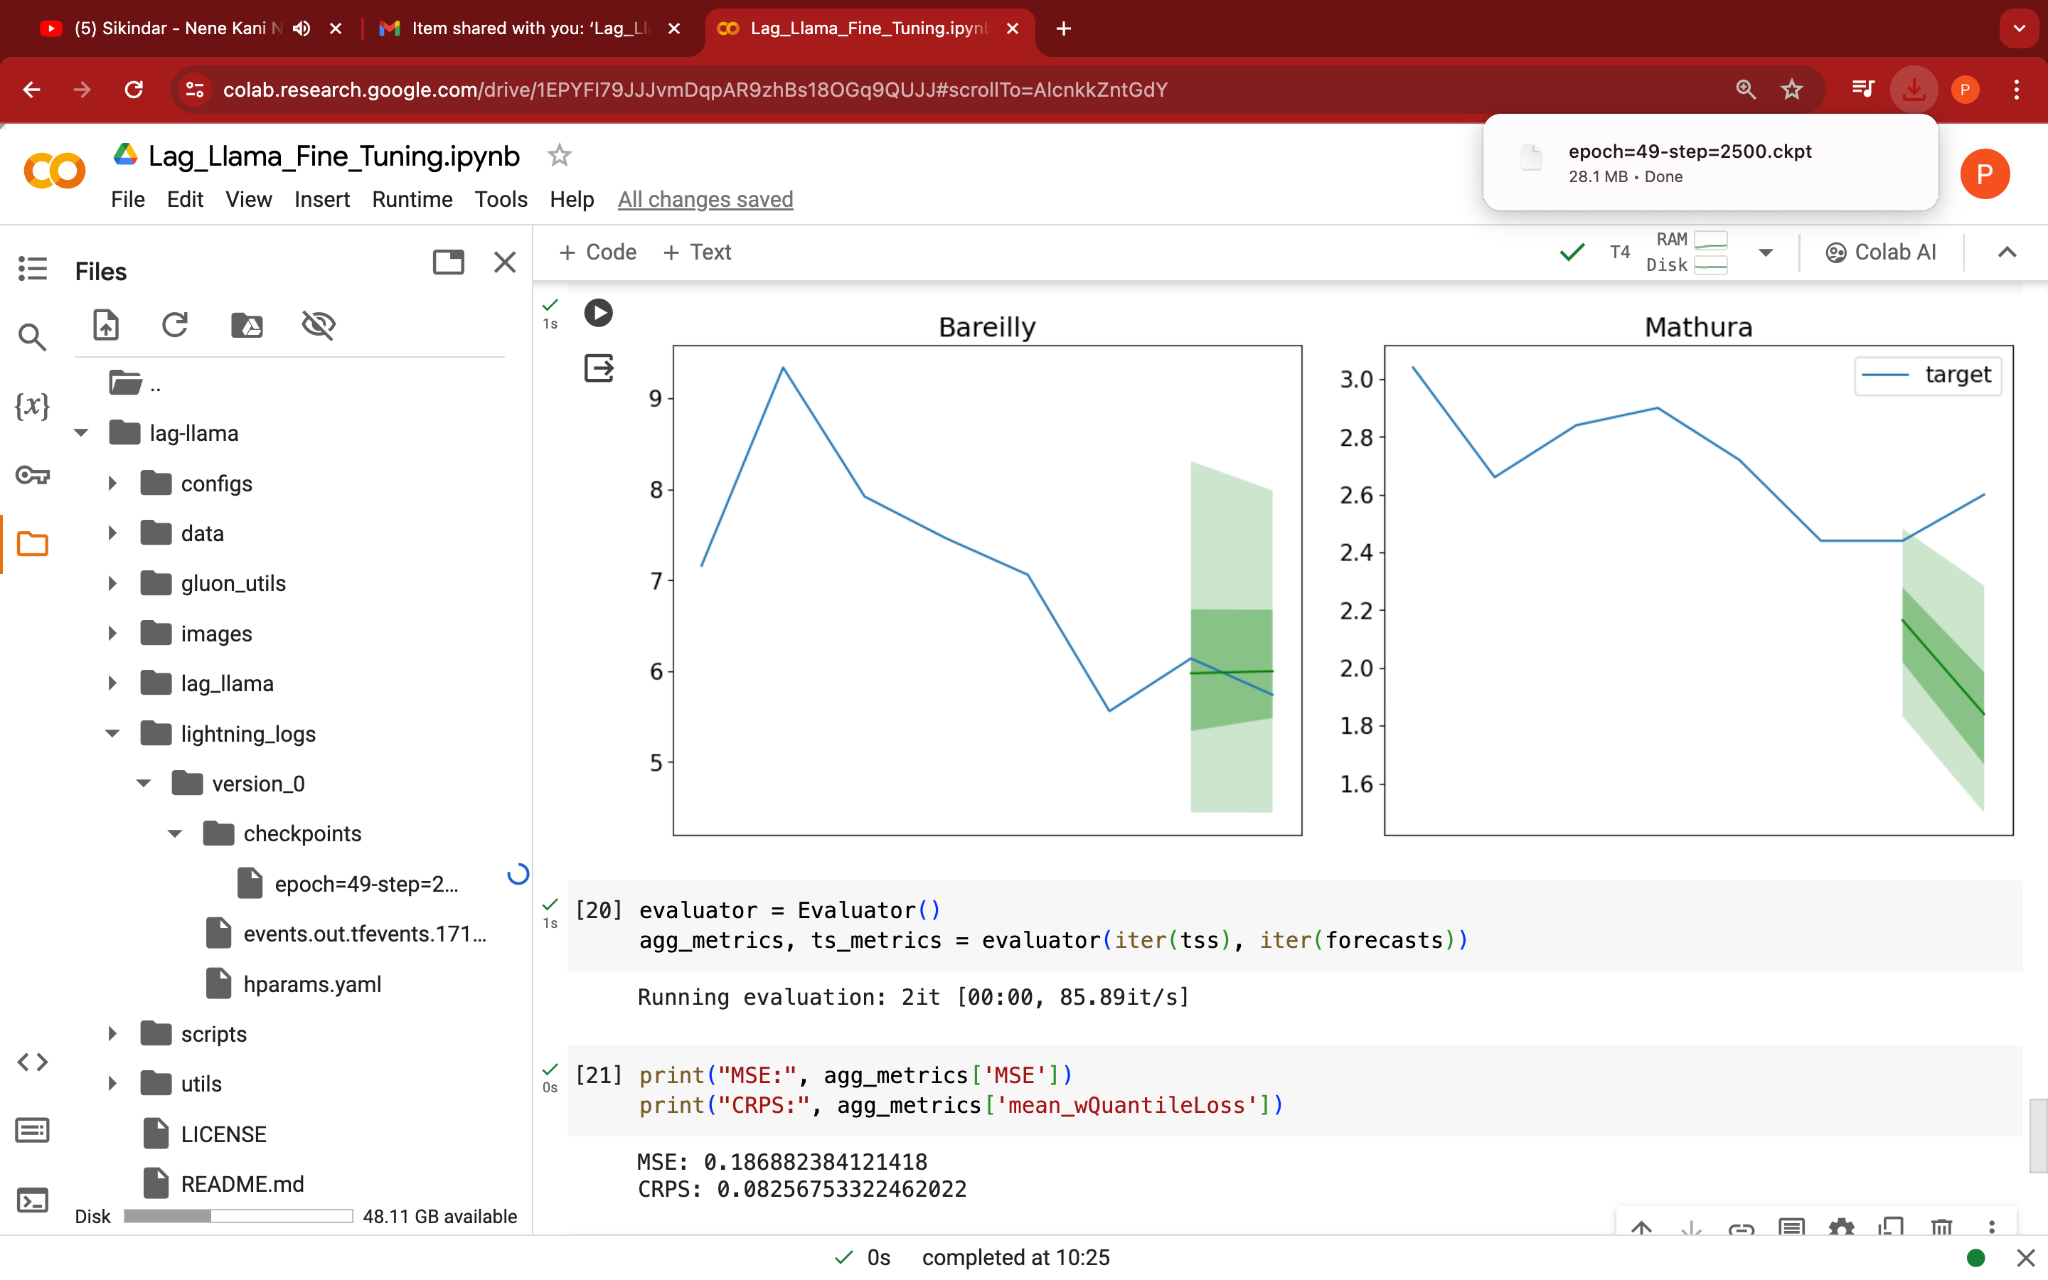 (5) Sikindar - Nene Kani N
Item shared with you: ‘Lag_Ll
Lag_Llama_Fine_Tuning.ipyn
colab.research.google.com/drive/1EPYFl79JJJvmDqpAR9zhBs18OGq9QUJJ#scrollTo=AlcnkkZntGdY
P
epoch=49-step=2500.ckpt
28.1 MB • Done
Lag_Llama_Fine_Tuning.ipynb
P
File Edit View Insert Runtime Tools Help All changes saved
Files
+ Code + Text
T4
RAM
Disk
Colab AI
..
lag-llama
configs
data
gluon_utils
images
lag_llama
lightning_logs
version_0
checkpoints
epoch=49-step=2...
events.out.tfevents.171...
hparams.yaml
scripts
utils
LICENSE
README.md
Disk 48.11 GB available
{x}
1s
Bareilly
9
8
7
6
5
Mathura
target
3.0
2.8
2.6
2.4
2.2
2.0
1.8
1.6
1s
[20] evaluator = Evaluator()
agg_metrics, ts_metrics = evaluator(iter(tss), iter(forecasts))
Running evaluation: 2it [00:00, 85.89it/s]
0s
[21] print("MSE:", agg_metrics['MSE'])
print("CRPS:", agg_metrics['mean_wQuantileLoss'])
MSE: 0.186882384121418
CRPS: 0.08256753322462022
0s completed at 10:25